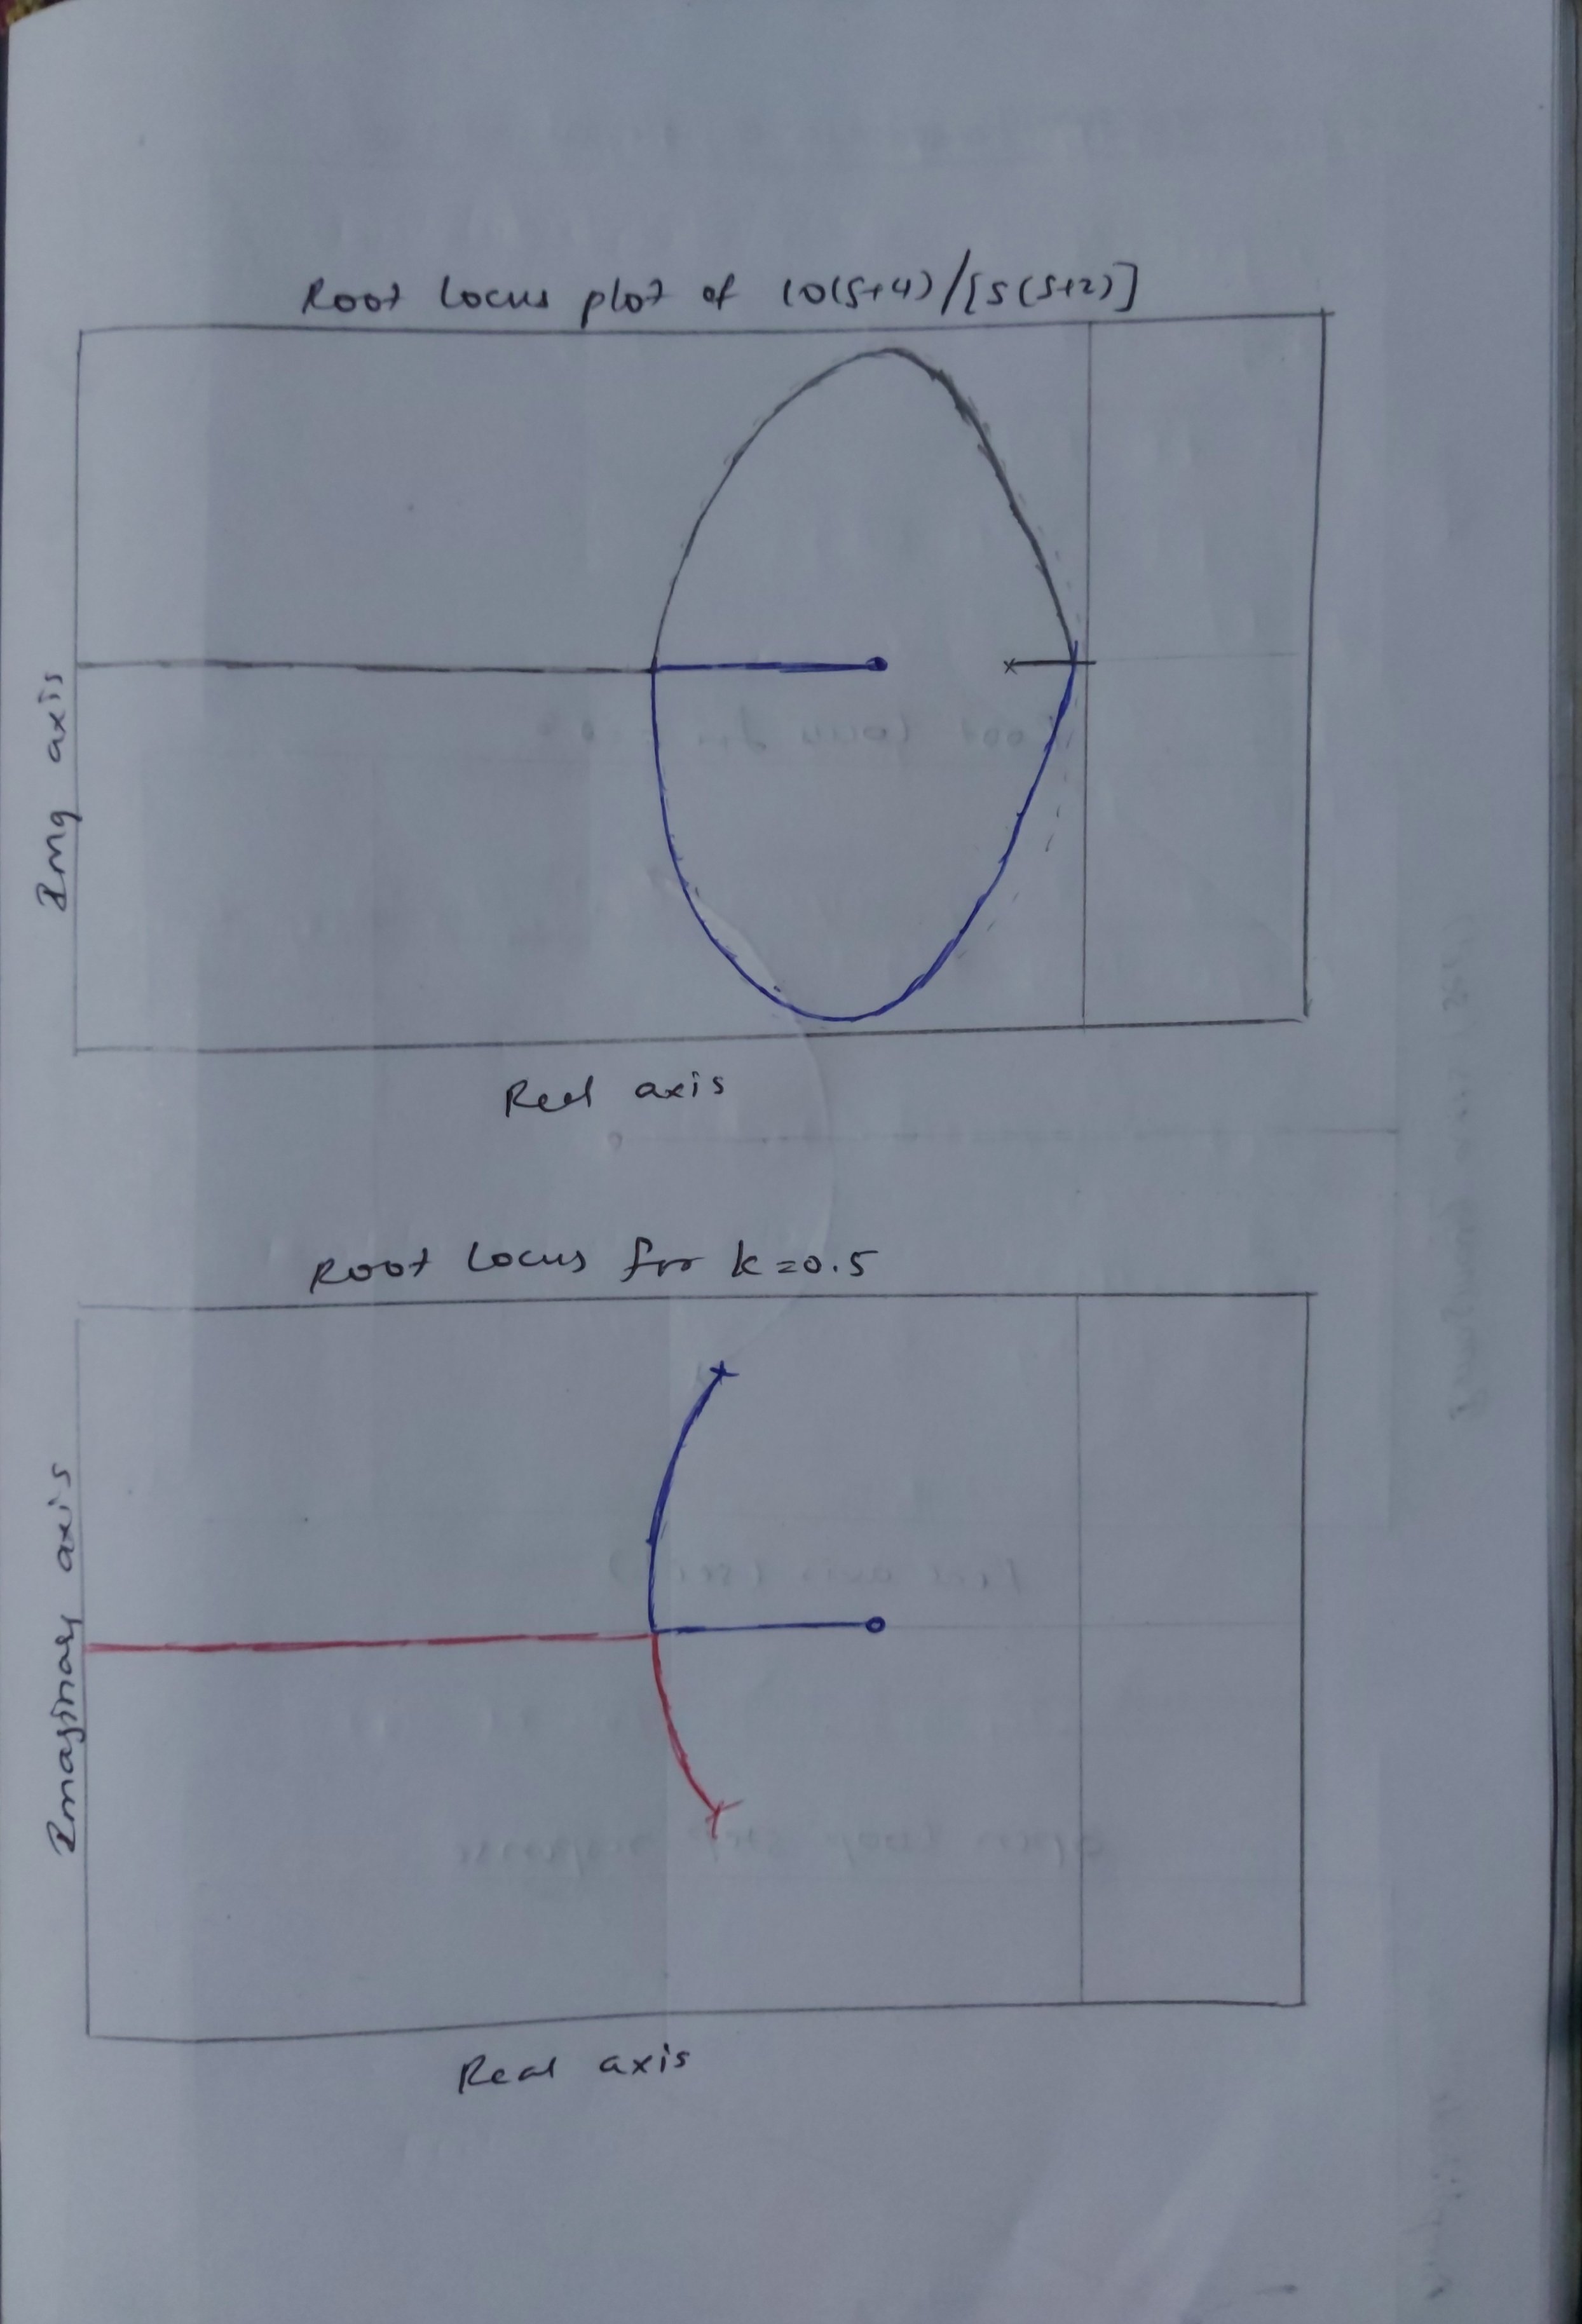 Root Locus plot of 10(s+4)/[s(s+2)]
Img axis
Real axis
Root Locus for k=0.5
Imaginary axis
Real axis